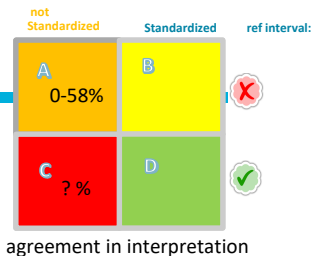 not
Standardized
Standardized
ref interval:
A
B
0-58%
C
D
? %
agreement in interpretation